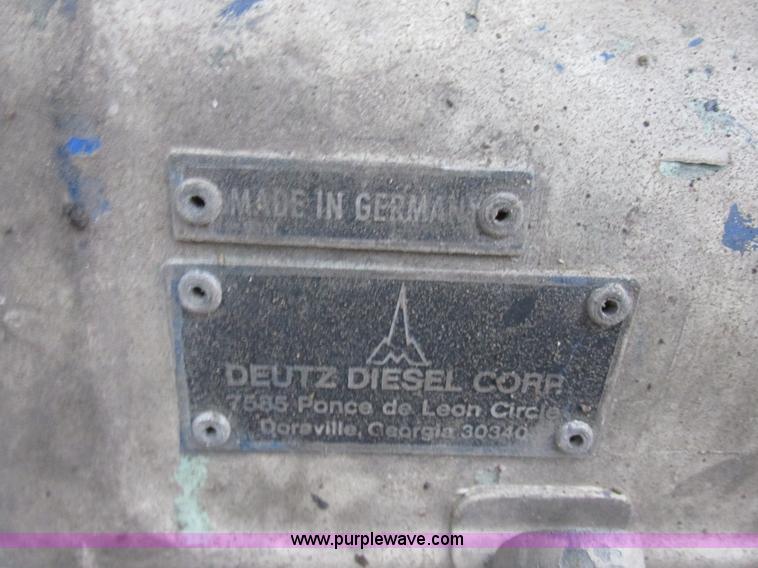 MADE IN GERMANY
DEUTZ DIESEL CORP.
7585 Ponce de Leon Circle
Doraville, Georgia 30340
www.purplewave.com